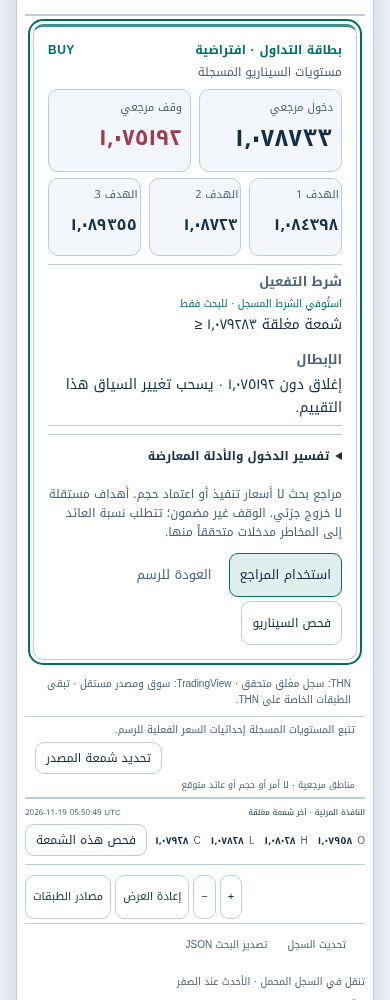 بطاقة التداول · افتراضية BUY
مستويات السيناريو المسجلة
دخول مرجعي
١,٠٧٨٧٣٣
وقف مرجعي
١,٠٧٥١٩٢
الهدف 1
١,٠٨٤٣٩٨
الهدف 2
١,٠٨٧٢٣
الهدف 3
١,٠٨٩٣٥٥
شرط التفعيل
استُوفي الشرط المسجل · للبحث فقط
شمعة مغلقة ١,٠٧٩٢٨٣ ≤
الإبطال
إغلاق دون ١,٠٧٥١٩٢ · يسحب تغيير السياق هذا
التقييم.
◀ تفسير الدخول والأدلة المعارضة
مراجع بحث لا أسعار تنفيذ أو اعتماد حجم. أهداف مستقلة
لا خروج جزئي. الوقف غير مضمون؛ تتطلب نسبة العائد
إلى المخاطر مدخلات متحققاً منها.
استخدام المراجع
العودة للرسم
فحص السيناريو
THN: سجل مغلق متحقق · TradingView: سوق ومصدر مستقل · تبقى
الطبقات الخاصة على THN.
تتبع المستويات المسجلة إحداثيات السعر الفعلية للرسم.
تحديد شمعة المصدر
مناطق مرجعية · لا أمر أو حجم أو عائد متوقع
النافذة المرئية · آخر شمعة مغلقة 2026-11-19 05:50:49 UTC
O ١,٠٧٩٥٨ H ١,٠٨٠٢٨ L ١,٠٧٨٢٨ C ١,٠٧٩٢٨
فحص هذه الشمعة
+
−
إعادة العرض
مصادر الطبقات
تحديث السجل
تصدير البحث JSON
تنقل في السجل المحمل · الأحدث عند الصفر